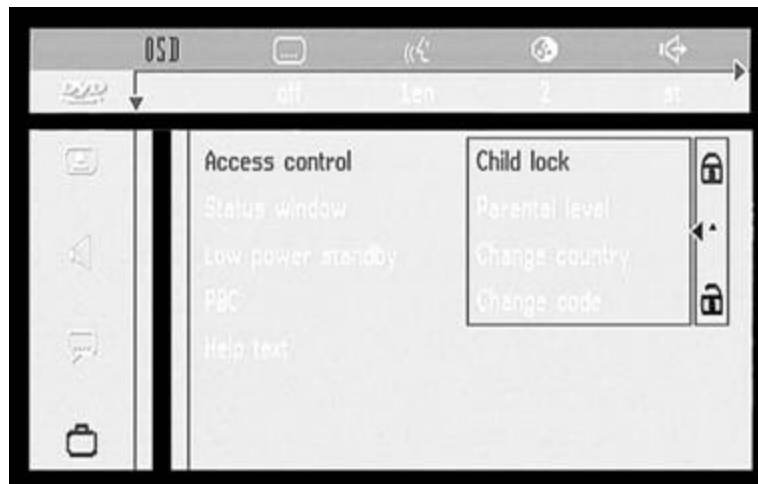 OSD
DVD off 1en 2 st
Access control Child lock
Status window Parental level
Low power standby Change country
PBC Change code
Help text